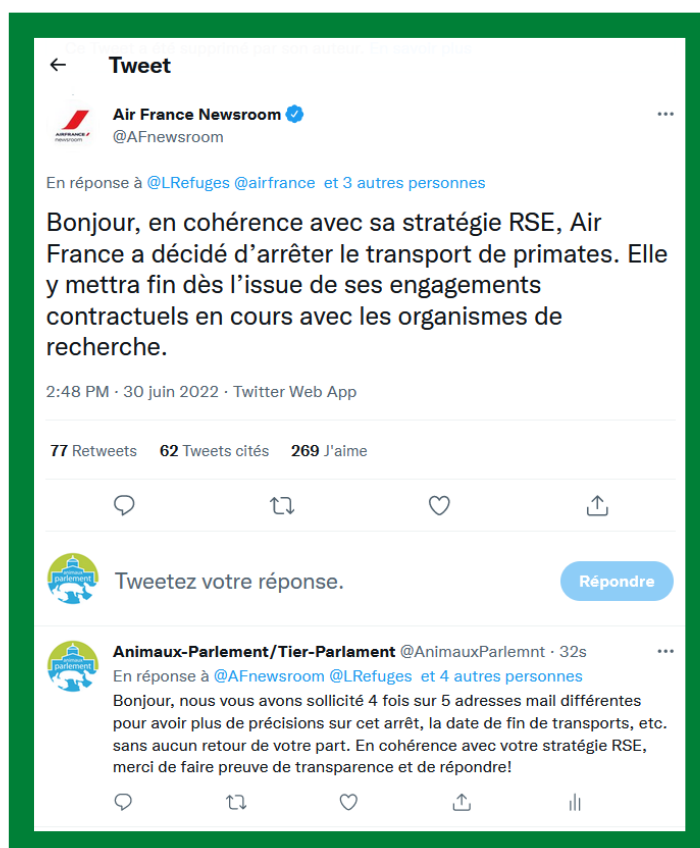 Tweet
Air France Newsroom
@AFnewsroom
AIRFRANCE
newsroom
En réponse à @LRefuges @airfrance et 3 autres personnes
Bonjour, en cohérence avec sa stratégie RSE, Air
France a décidé d’arrêter le transport de primates. Elle
y mettra fin dès l’issue de ses engagements
contractuels en cours avec les organismes de
recherche.
2:48 PM · 30 juin 2022 · Twitter Web App
77 Retweets 62 Tweets cités 269 J'aime
parlement
Tweetez votre réponse.
Répondre
parlement
Animaux-Parlement/Tier-Parlament @AnimauxParlemnt · 32s
En réponse à @AFnewsroom @LRefuges et 4 autres personnes
Bonjour, nous vous avons sollicité 4 fois sur 5 adresses mail différentes
pour avoir plus de précisions sur cet arrêt, la date de fin de transports, etc.
sans aucun retour de votre part. En cohérence avec votre stratégie RSE,
merci de faire preuve de transparence et de répondre!